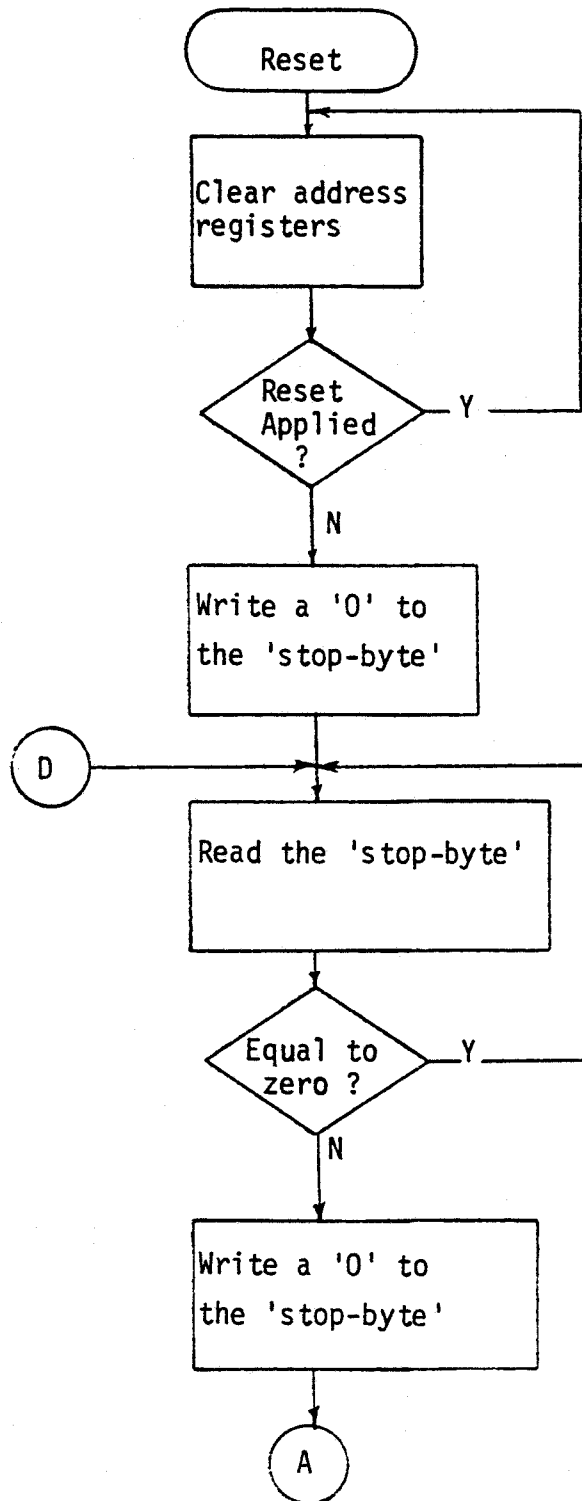 Reset
Clear address
registers
Reset
Applied
?
Y
N
Write a '0' to
the 'stop-byte'
D
Read the 'stop-byte'
Equal to
zero ?
Y
N
Write a '0' to
the 'stop-byte'
A